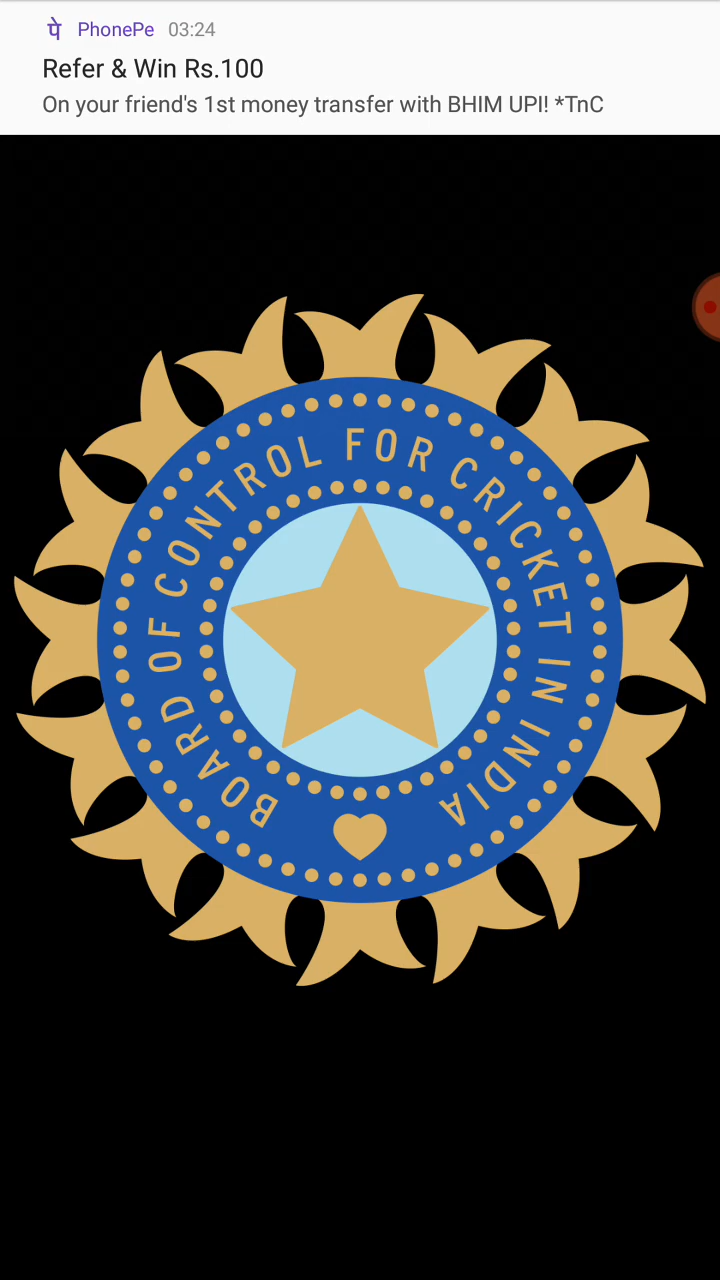 पे PhonePe 03:24
Refer & Win Rs.100
On your friend's 1st money transfer with BHIM UPI! *TnC
BOARD OF CONTROL FOR CRICKET IN INDIA